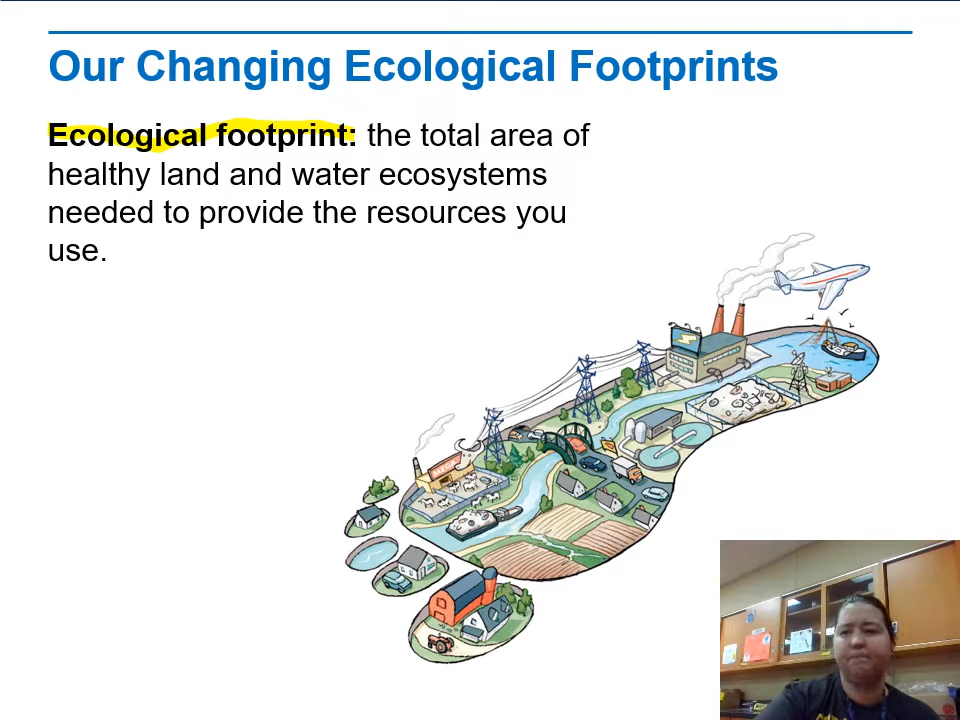 Our Changing Ecological Footprints
Ecological footprint: the total area of
healthy land and water ecosystems
needed to provide the resources you
use.